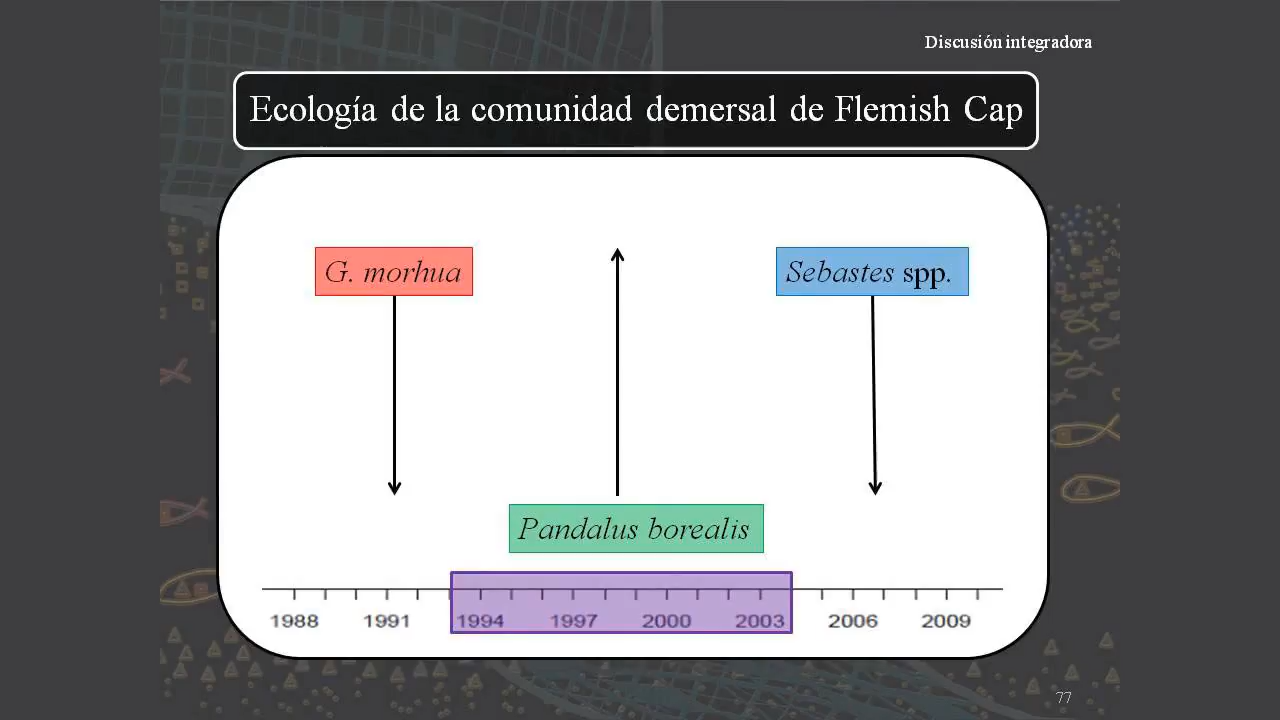 Discusión integradora
Ecología de la comunidad demersal de Flemish Cap
G. morhua
Sebastes spp.
Pandalus borealis
1988 1991 1994 1997 2000 2003 2006 2009
77